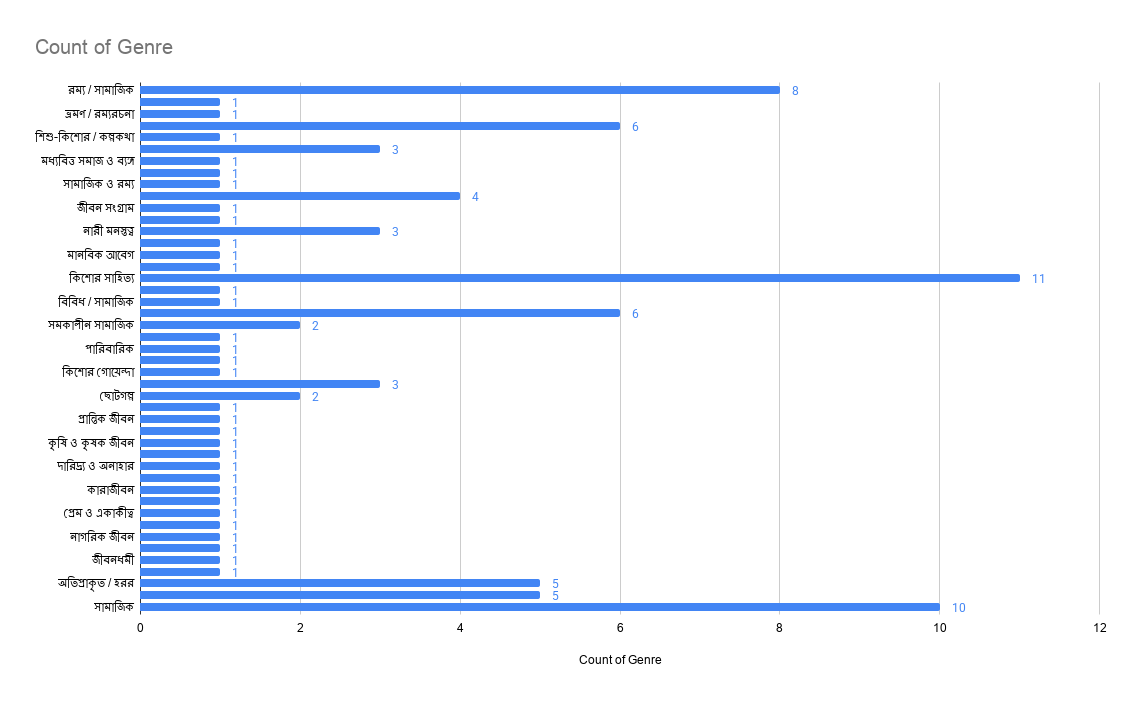 Count of Genre
রম্য / সামাজিক
8
1
ভ্রমণ / রম্যরচনা
1
6
শিশু-কিশোর / কল্পকথা
1
3
মধ্যবিত্ত সমাজ ও ব্যঙ্গ
1
1
সামাজিক ও রম্য
1
4
জীবন সংগ্রাম
1
1
নারী মনস্তত্ব
3
1
মানবিক আবেগ
1
1
কিশোর সাহিত্য
11
1
বিবিধ / সামাজিক
1
6
সমকালীন সামাজিক
2
1
পারিবারিক
1
1
কিশোর গোয়েন্দা
1
3
ছোটগল্প
2
1
প্রান্তিক জীবন
1
1
কৃষি ও কৃষক জীবন
1
1
দারিদ্র্য ও অনাহার
1
1
কারাজীবন
1
1
প্রেম ও একাকীত্ব
1
1
নাগরিক জীবন
1
1
জীবনধর্মী
1
1
অতিপ্রাকৃত / হরর
5
5
সামাজিক
10
0 2 4 6 8 10 12
Count of Genre